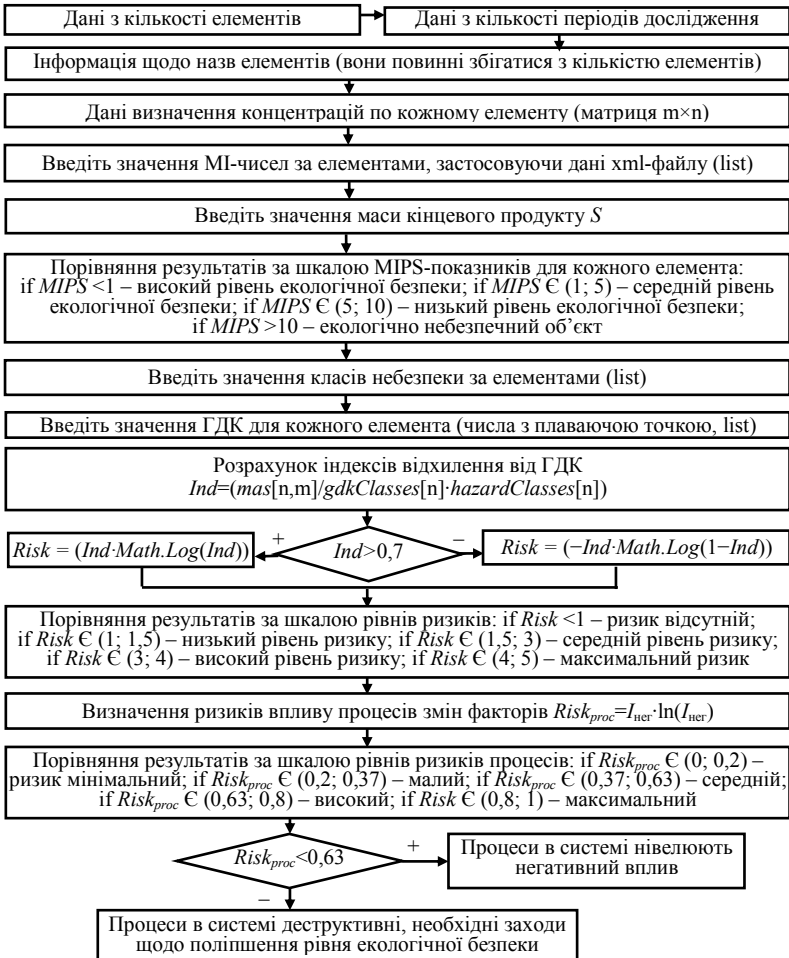 Дані з кількості елементів
Дані з кількості періодів дослідження
Інформація щодо назв елементів (вони повинні збігатися з кількістю елементів)
Дані визначення концентрацій по кожному елементу (матриця m×n)
Введіть значення МІ-чисел за елементами, застосовуючи дані xml-файлу (list)
Введіть значення маси кінцевого продукту S
Порівняння результатів за шкалою MIPS-показників для кожного елемента:
if MIPS <1 – високий рівень екологічної безпеки; if MIPS Є (1; 5) – середній рівень
екологічної безпеки; if MIPS Є (5; 10) – низький рівень екологічної безпеки;
if MIPS >10 – екологічно небезпечний об’єкт
Введіть значення класів небезпеки за елементами (list)
Введіть значення ГДК для кожного елемента (числа з плаваючою точкою, list)
Розрахунок індексів відхилення від ГДК
Ind=(mas[n,m]/gdkClasses[n]·hazardClasses[n])
Risk = (Ind·Math.Log(Ind))
+
Ind>0,7
–
Risk = (−Ind·Math.Log(1−Ind))
Порівняння результатів за шкалою рівнів ризиків: if Risk <1 – ризик відсутній;
if Risk Є (1; 1,5) – низький рівень ризику; if Risk Є (1,5; 3) – середній рівень ризику;
if Risk Є (3; 4) – високий рівень ризику; if Risk Є (4; 5) – максимальний ризик
Визначення ризиків впливу процесів змін факторів Riskproc=Iнег·ln(Iнег)
Порівняння результатів за шкалою рівнів ризиків процесів: if Riskproc Є (0; 0,2) –
ризик мінімальний; if Riskproc Є (0,2; 0,37) – малий; if Riskproc Є (0,37; 0,63) – середній;
if Riskproc Є (0,63; 0,8) – високий; if Risk Є (0,8; 1) – максимальний
Riskproc<0,63
+
Процеси в системі нівелюють
негативний вплив
–
Процеси в системі деструктивні, необхідні заходи
щодо поліпшення рівня екологічної безпеки